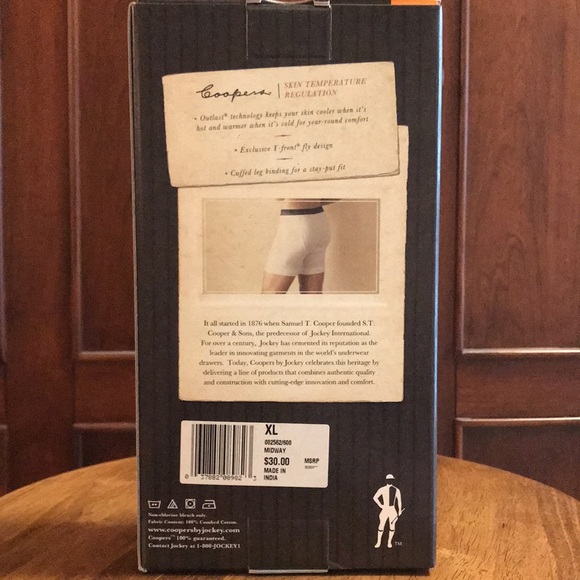 Coopers | SKIN TEMPERATURE
REGULATION
• Outlast® technology keeps your skin cooler when it's
hot and warmer when it's cold for year-round comfort
• Exclusive Y-front® fly design
• Cuffed leg binding for a stay-put fit
It all started in 1876 when Samuel T. Cooper founded S.T.
Cooper & Sons, the predecessor of Jockey International.
For over a century, Jockey has cemented its reputation as the
leader in innovating garments in the world's underwear
drawers. Today, Coopers by Jockey celebrates this heritage by
delivering a line of products that combines authentic quality
and construction with cutting-edge innovation and comfort.
XL
002562/600
MIDWAY
$30.00 MSRP
MADE IN
INDIA
Non-chlorine bleach only.
Fabric Content: 100% Combed Cotton.
www.coopersbyjockey.com
Coopers™ 100% guaranteed.
Contact Jockey at 1-800-JOCKEY1
TM